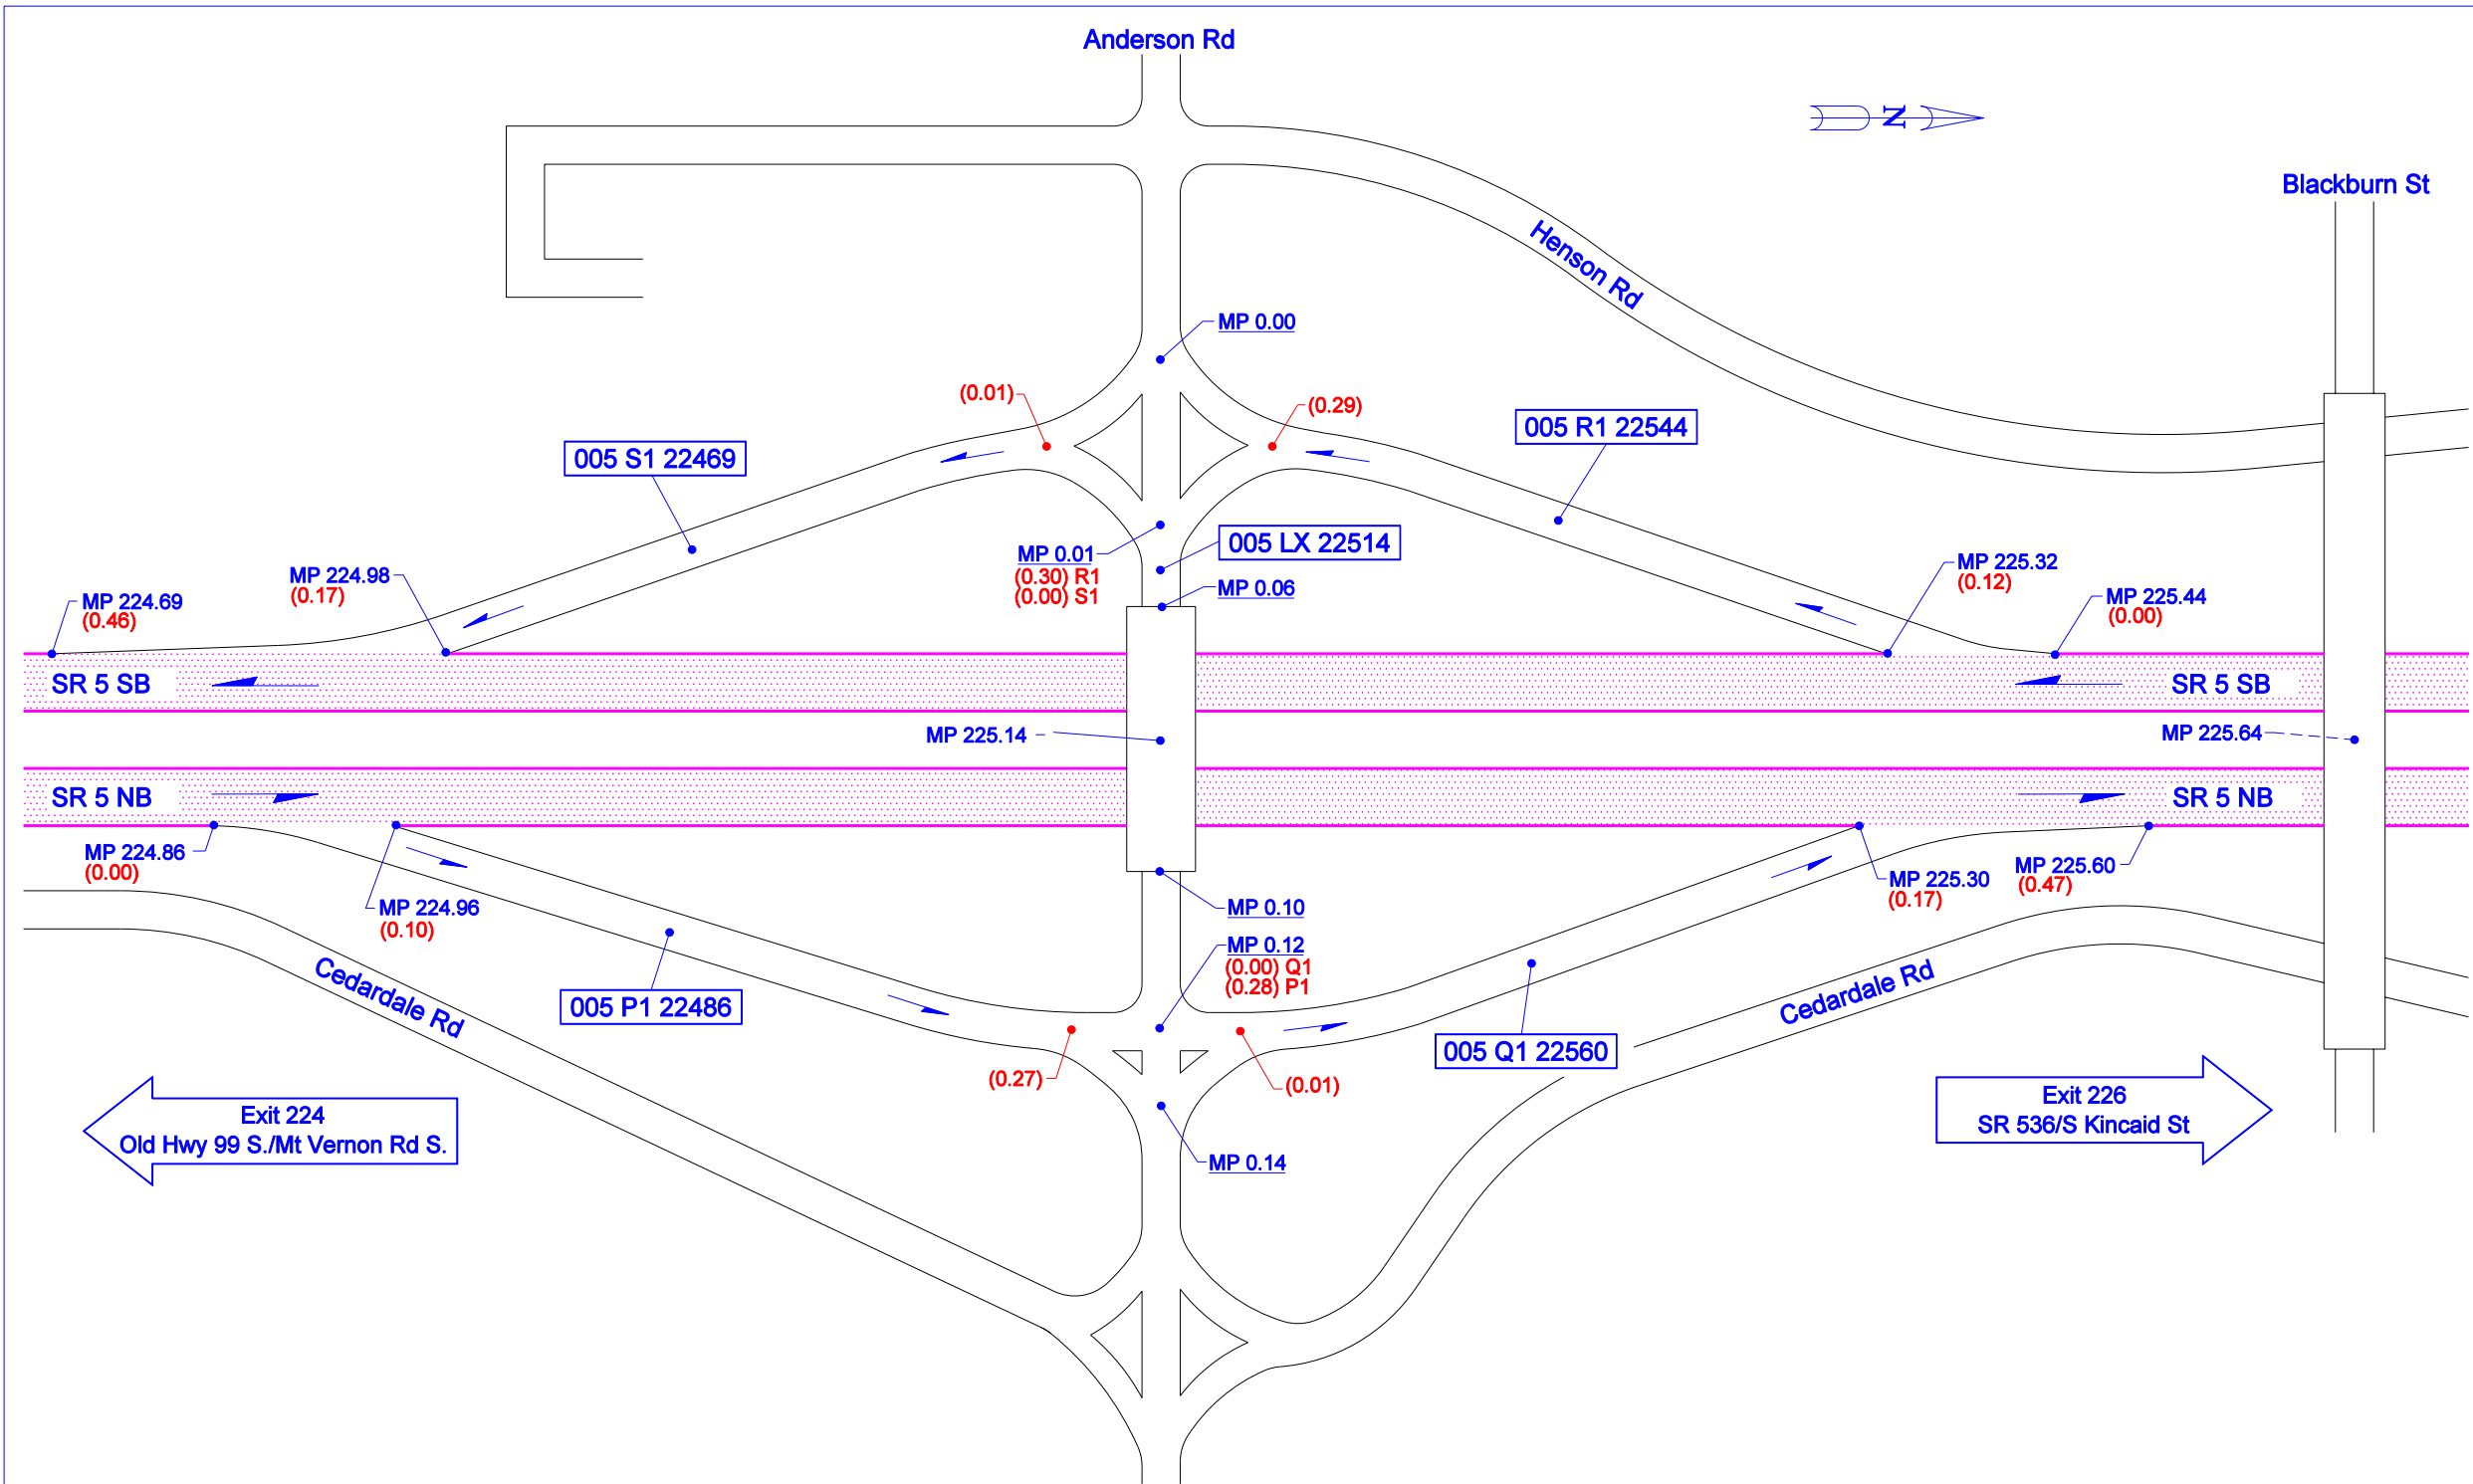 Anderson Rd
N
Blackburn St
Henson Rd
MP 0.00
(0.01)
(0.29)
005 R1 22544
005 S1 22469
MP 0.01
(0.30) R1
(0.00) S1
005 LX 22514
MP 0.06
MP 224.98
(0.17)
MP 224.69
(0.46)
MP 225.32
(0.12)
MP 225.44
(0.00)
SR 5 SB
SR 5 SB
MP 225.14
MP 225.64
SR 5 NB
SR 5 NB
MP 224.86
(0.00)
MP 224.96
(0.10)
MP 225.30
(0.17)
MP 225.60
(0.47)
MP 0.10
MP 0.12
(0.00) Q1
(0.28) P1
Cedardale Rd
Cedardale Rd
005 P1 22486
005 Q1 22560
(0.27)
(0.01)
Exit 224
Old Hwy 99 S./Mt Vernon Rd S.
Exit 226
SR 536/S Kincaid St
MP 0.14